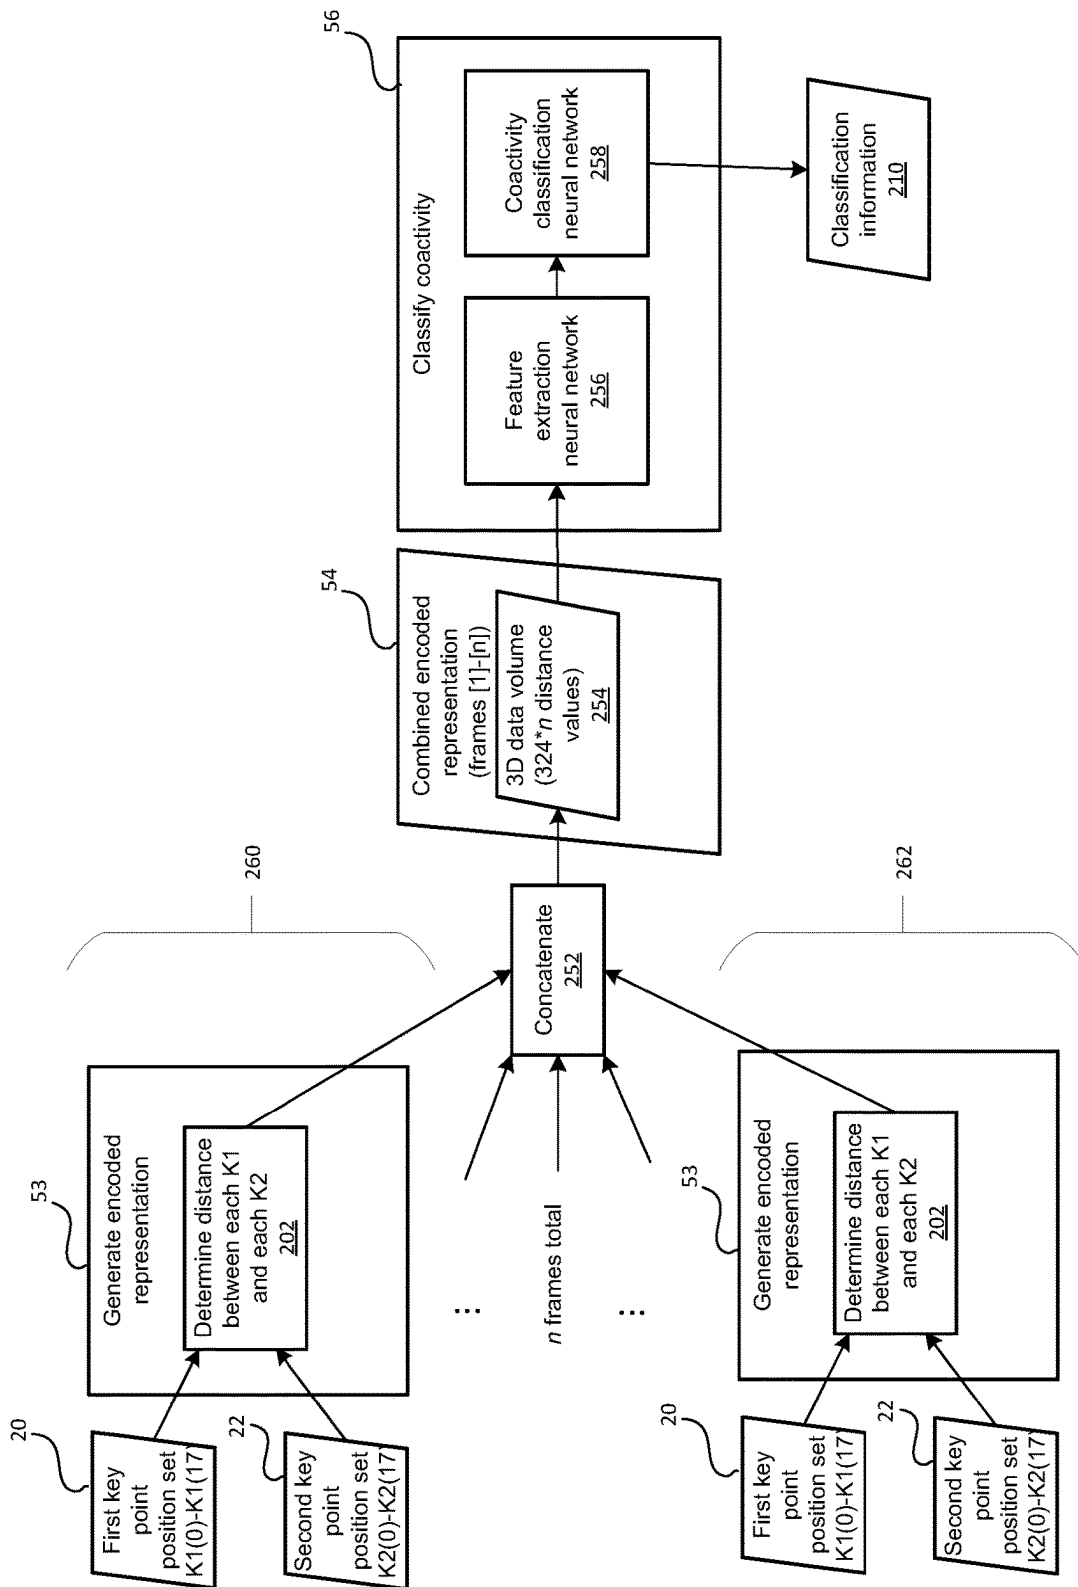 20
First key
point
position set
K1(0)-K1(17)
22
Second key
point
position set
K2(0)-K2(17)
53
Generate encoded
representation
Determine distance
between each K1
and each K2
202
260
...
n frames total
...
20
First key
point
position set
K1(0)-K1(17)
22
Second key
point
position set
K2(0)-K2(17)
53
Generate encoded
representation
Determine distance
between each K1
and each K2
202
262
Concatenate
252
54
Combined encoded
representation
(frames [1]-[n])
3D data volume
(324*n distance
values)
254
56
Classify coactivity
Feature
extraction
neural network
256
Coactivity
classification
neural network
258
Classification
information
210